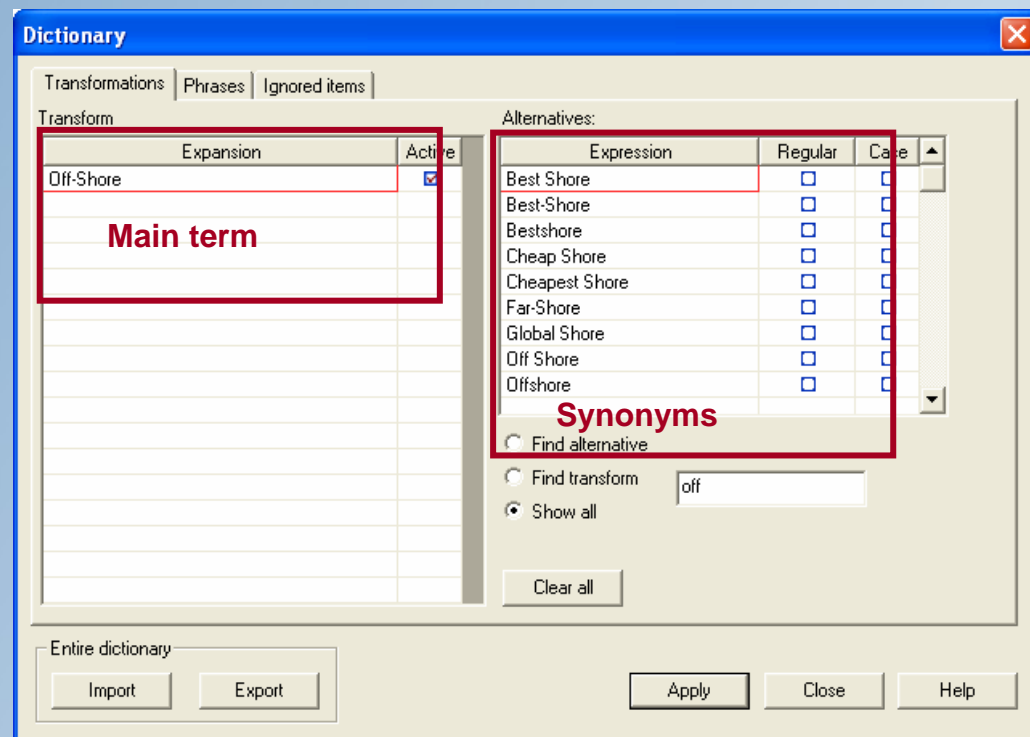 Dictionary
Transformations Phrases Ignored items
Transform
Expansion Active
Off-Shore
Main term
Alternatives:
Expression Regular Case
Best Shore
Best-Shore
Bestshore
Cheap Shore
Cheapest Shore
Far-Shore
Global Shore
Off Shore
Offshore
Synonyms
Find alternative
Find transform off
Show all
Clear all
Entire dictionary
Import Export Apply Close Help